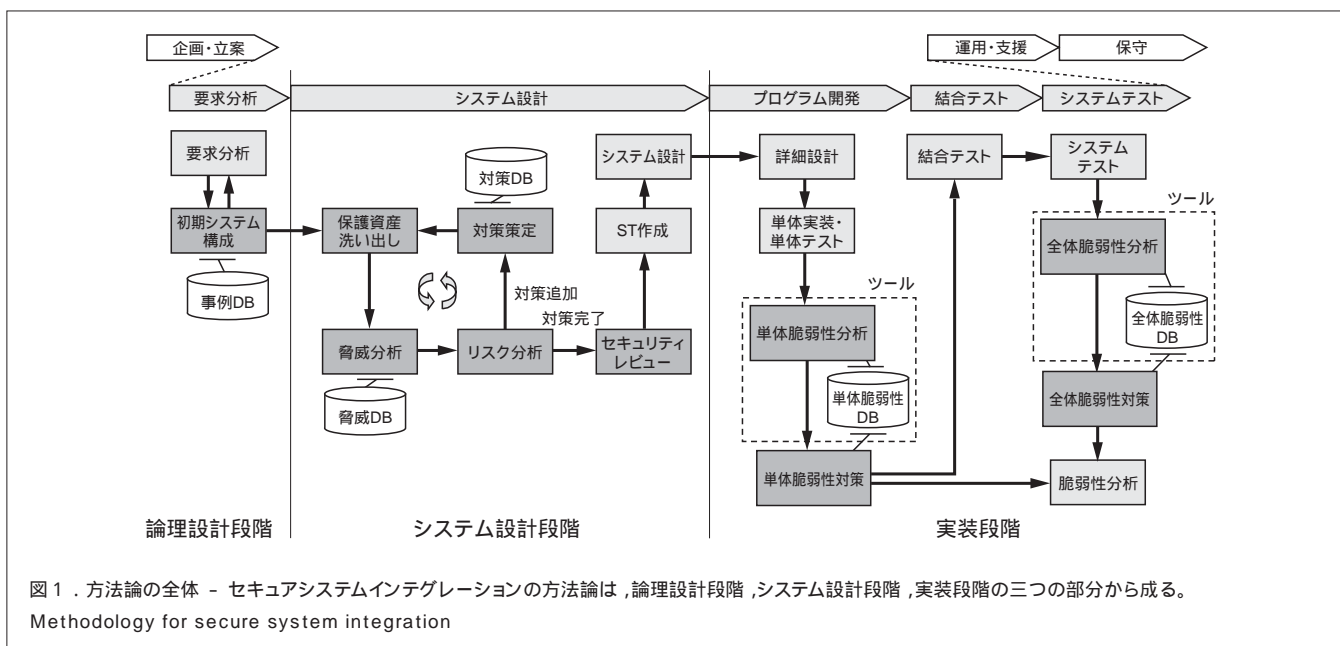 企画・立案
運用・支援
保守
要求分析
システム設計
プログラム開発
結合テスト
システムテスト
要求分析
初期システム
構成
事例DB
対策DB
保護資産
洗い出し
対策策定
対策追加
対策完了
脅威分析
脅威DB
リスク分析
セキュリティ
レビュー
ST作成
システム設計
詳細設計
単体実装・
単体テスト
ツール
単体脆弱性分析
単体脆弱性
DB
単体脆弱性対策
結合テスト
システム
テスト
ツール
全体脆弱性分析
全体脆弱性
DB
全体脆弱性対策
脆弱性分析
論理設計段階
システム設計段階
実装段階
図1．方法論の全体 － セキュアシステムインテグレーションの方法論は,論理設計段階,システム設計段階,実装段階の三つの部分から成る。
Methodology for secure system integration